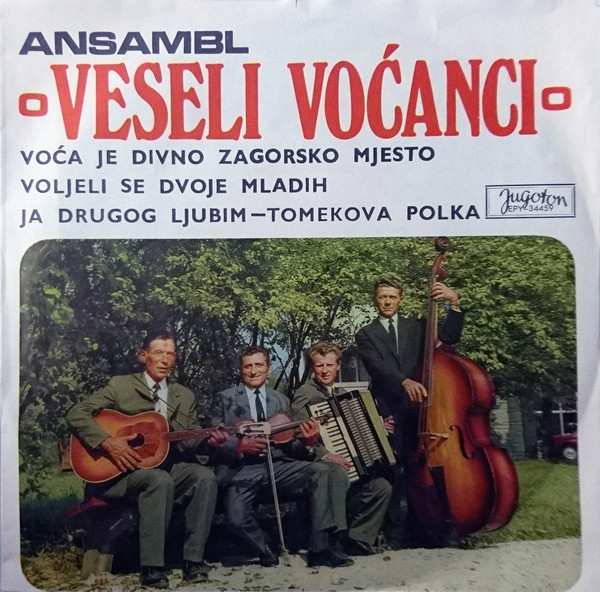 ANSAMBL
VESELI VOĆANCI
VOĆA JE DIVNO ZAGORSKO MJESTO
VOLJELI SE DVOJE MLADIH
JA DRUGOG LJUBIM–TOMEKOVA POLKA
Jugoton
EPY-34459